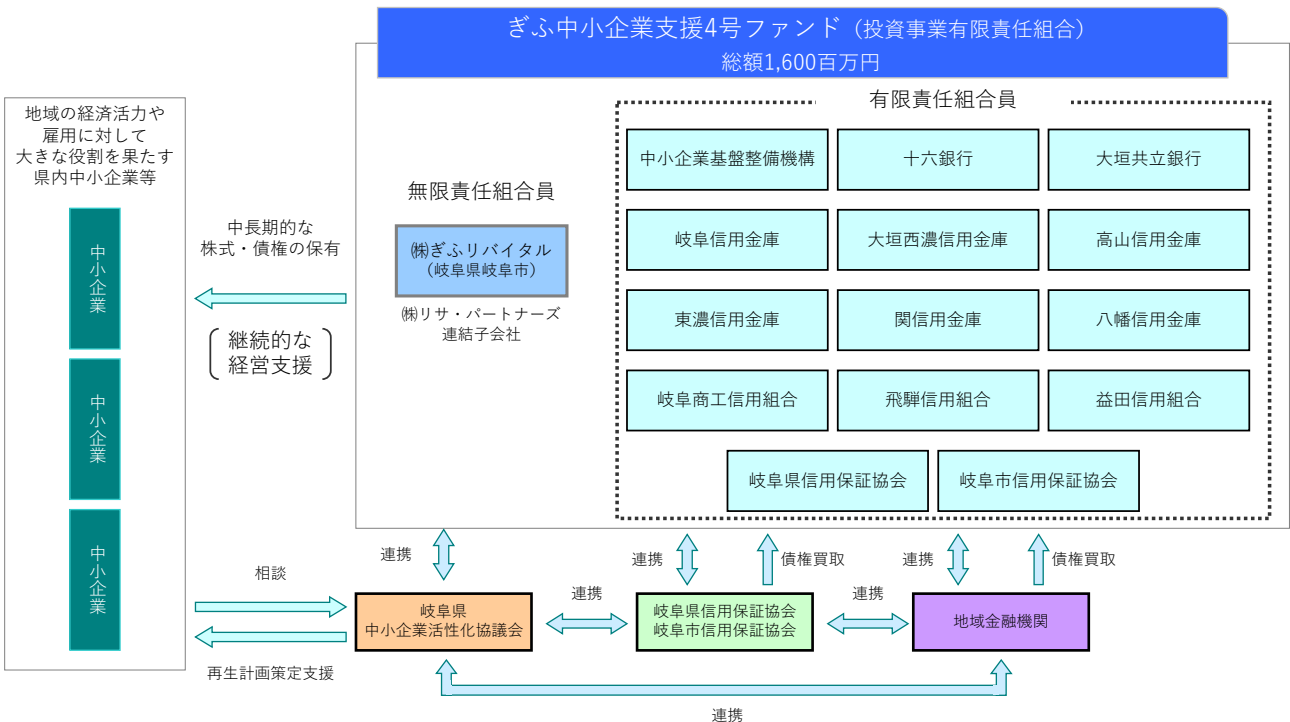 ぎふ中小企業支援4号ファンド（投資事業有限責任組合）
総額1,600百万円
地域の経済活力や
雇用に対して
大きな役割を果たす
県内中小企業等
中小企業
中小企業
中小企業
中長期的な
株式・債権の保有
継続的な
経営支援
無限責任組合員
㈱ぎふリバイタル
（岐阜県岐阜市）
㈱リサ・パートナーズ
連結子会社
有限責任組合員
中小企業基盤整備機構
十六銀行
大垣共立銀行
岐阜信用金庫
大垣西濃信用金庫
高山信用金庫
東濃信用金庫
関信用金庫
八幡信用金庫
岐阜商工信用組合
飛騨信用組合
益田信用組合
岐阜県信用保証協会
岐阜市信用保証協会
連携
連携
債権買取
連携
債権買取
相談
再生計画策定支援
岐阜県
中小企業活性化協議会
連携
岐阜県信用保証協会
岐阜市信用保証協会
連携
地域金融機関
連携